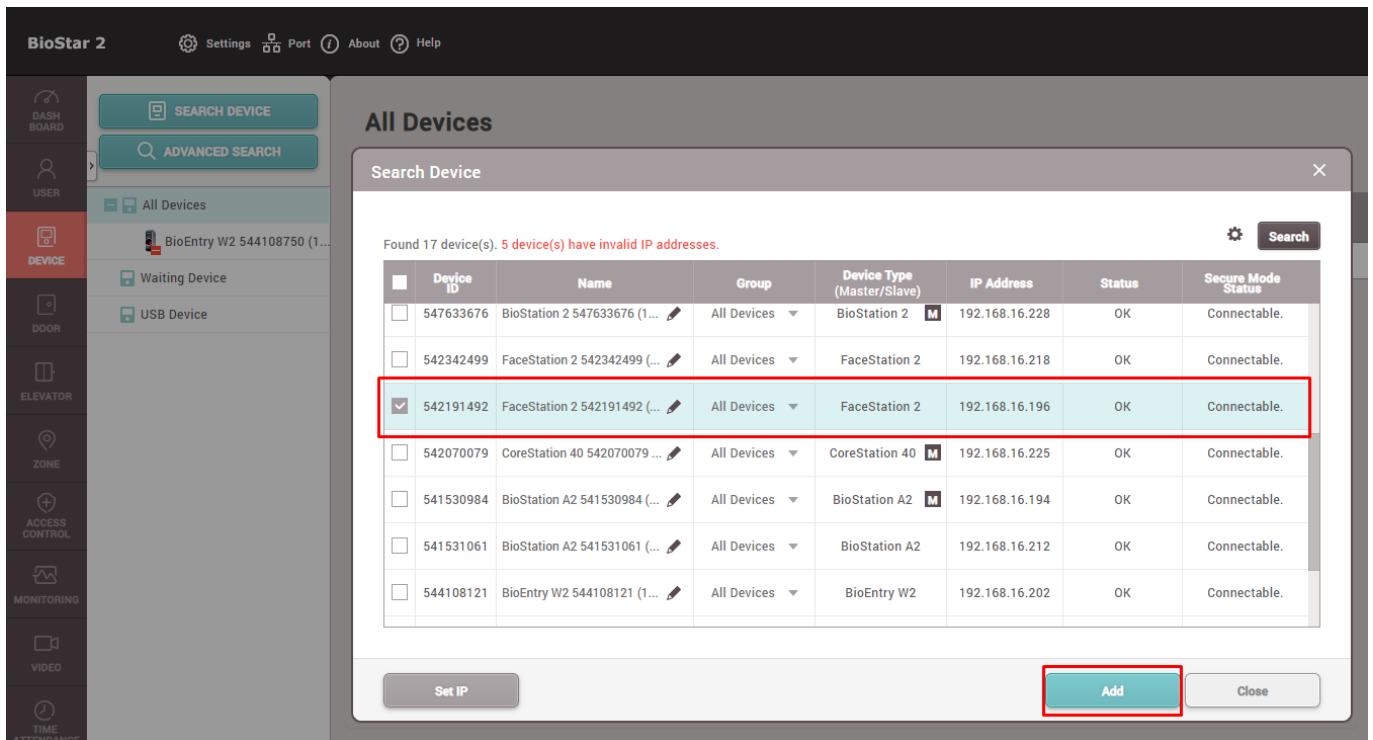 BioStar 2
Settings Port About Help
DASH
BOARD
USER
DEVICE
DOOR
ELEVATOR
ZONE
ACCESS
CONTROL
MONITORING
VIDEO
TIME
ATTENDANCE
SEARCH DEVICE
ADVANCED SEARCH
All Devices
BioEntry W2 544108750 (1...
Waiting Device
USB Device
All Devices
Search Device
Found 17 device(s). 5 device(s) have invalid IP addresses.
Search
Device ID Name Group Device Type (Master/Slave) IP Address Status Secure Mode Status
547633676 BioStation 2 547633676 (1... All Devices BioStation 2 M 192.168.16.228 OK Connectable.
542342499 FaceStation 2 542342499 (... All Devices FaceStation 2 192.168.16.218 OK Connectable.
542191492 FaceStation 2 542191492 (... All Devices FaceStation 2 192.168.16.196 OK Connectable.
542070079 CoreStation 40 542070079 ... All Devices CoreStation 40 M 192.168.16.225 OK Connectable.
541530984 BioStation A2 541530984 (... All Devices BioStation A2 M 192.168.16.194 OK Connectable.
541531061 BioStation A2 541531061 (... All Devices BioStation A2 192.168.16.212 OK Connectable.
544108121 BioEntry W2 544108121 (1... All Devices BioEntry W2 192.168.16.202 OK Connectable.
Set IP Add Close